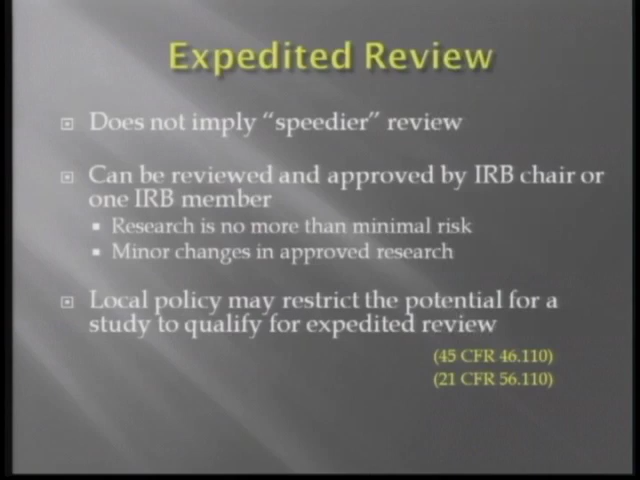 Expedited Review
Does not imply “speedier” review
Can be reviewed and approved by IRB chair or
one IRB member
Research is no more than minimal risk
Minor changes in approved research
Local policy may restrict the potential for a
study to qualify for expedited review
(45 CFR 46.110)
(21 CFR 56.110)